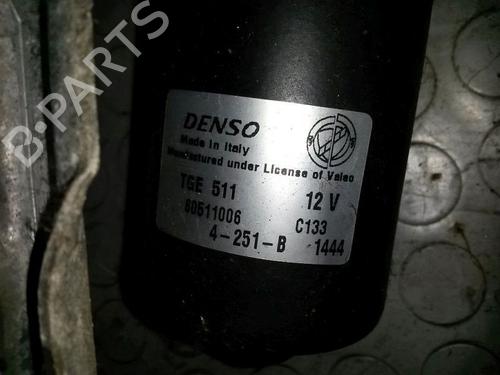 B-PARTS
DENSO
Made in Italy
Manufactured under License of Valeo
TGE 511 12 V
60511006 C133
4-251-B 1444